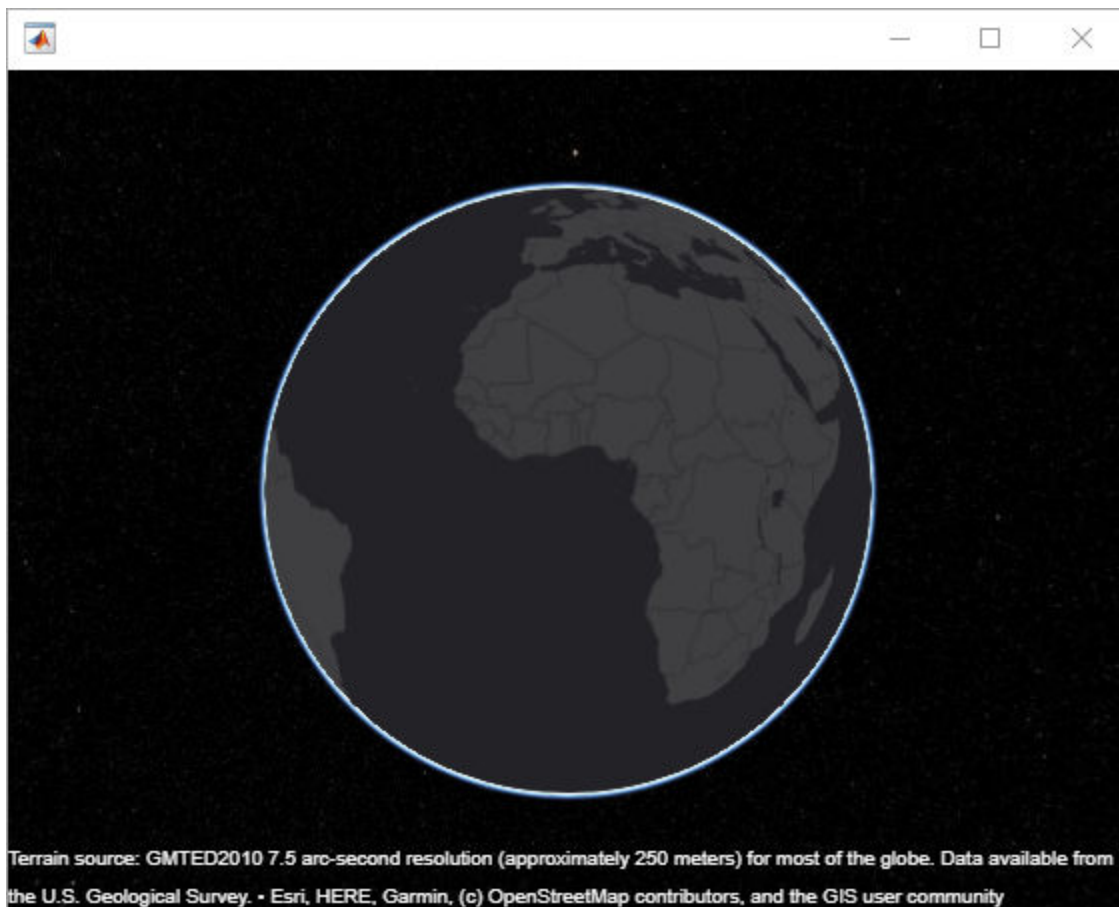 Terrain source: GMTED2010 7.5 arc-second resolution (approximately 250 meters) for most of the globe. Data available from
the U.S. Geological Survey. • Esri, HERE, Garmin, (c) OpenStreetMap contributors, and the GIS user community